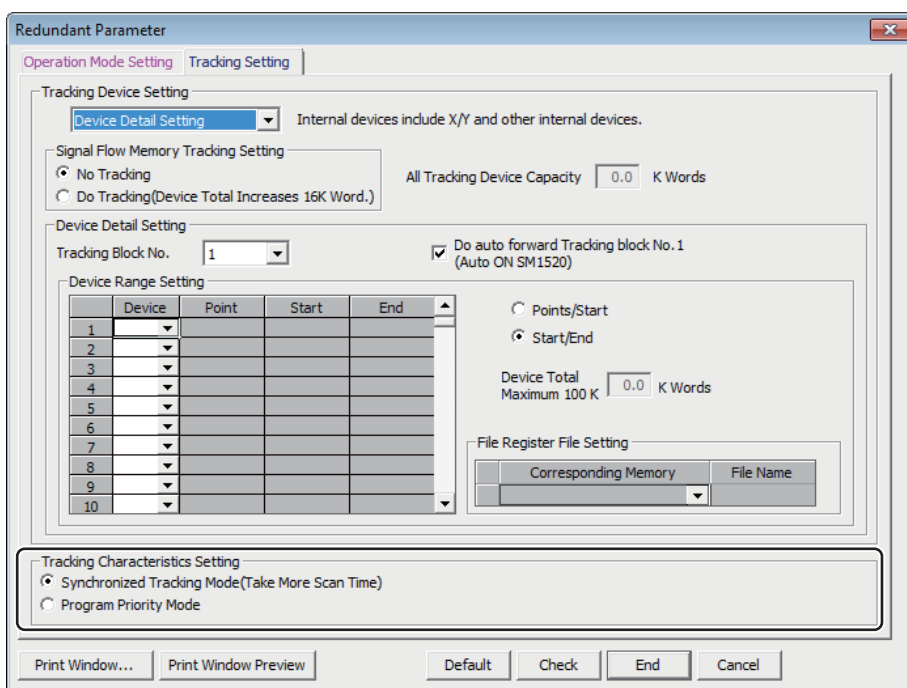 Redundant Parameter
Operation Mode Setting Tracking Setting
Tracking Device Setting
Device Detail Setting Internal devices include X/Y and other internal devices.
Signal Flow Memory Tracking Setting
No Tracking
All Tracking Device Capacity 0.0 K Words
Do Tracking(Device Total Increases 16K Word.)
Device Detail Setting
Tracking Block No. 1
Do auto forward Tracking block No.1
(Auto ON SM1520)
Device Range Setting
Device Point Start End
1
2
3
4
5
6
7
8
9
10
Points/Start
Start/End
Device Total
Maximum 100 K 0.0 K Words
File Register File Setting
Corresponding Memory File Name
Tracking Characteristics Setting
Synchronized Tracking Mode(Take More Scan Time)
Program Priority Mode
Print Window... Print Window Preview Default Check End Cancel